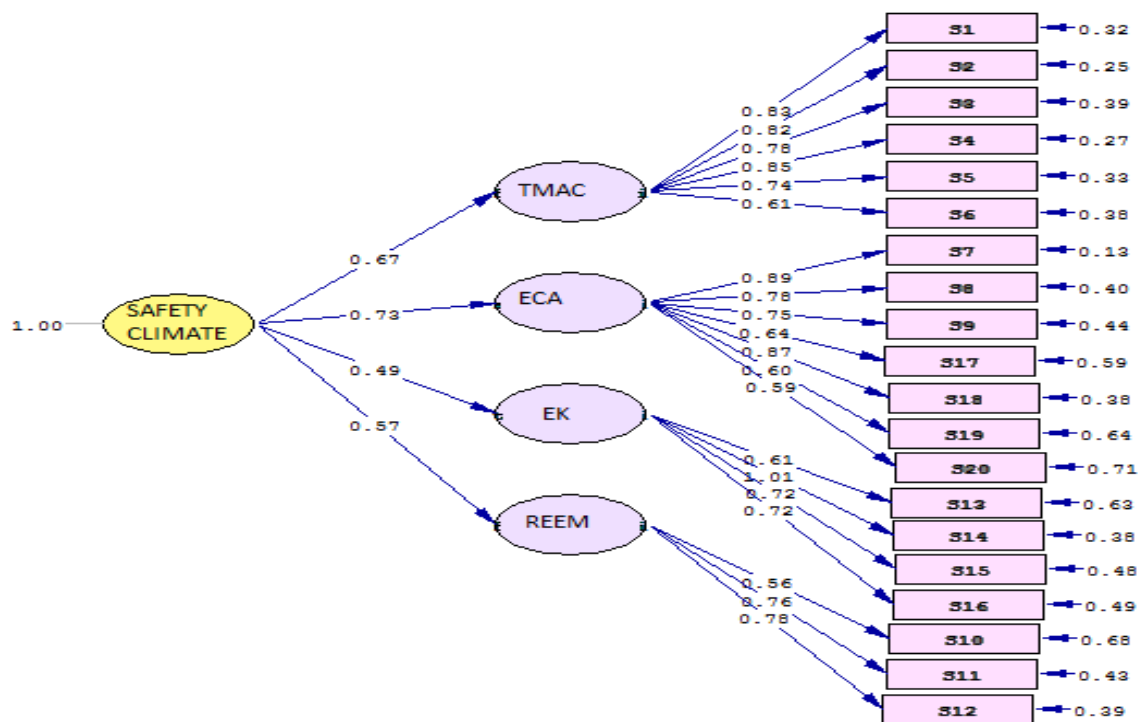 S1 0.32
S2 0.25
0.83 S3 0.39
0.82
0.78 S4 0.27
0.85
TMAC 0.74 S5 0.33
0.61 S6 0.38
S7 0.13
0.67 0.89 S8 0.40
ECA 0.78
SAFETY 0.73 0.75 S9 0.44
1.00 CLIMATE 0.64
0.87 S17 0.59
0.49 0.60
0.59 S18 0.38
EK
0.57 S19 0.64
0.61 S20 0.71
1.01
0.72 S13 0.63
0.72
REEM S14 0.38
S15 0.48
0.56
0.76 S16 0.49
0.78
S10 0.68
S11 0.43
S12 0.39